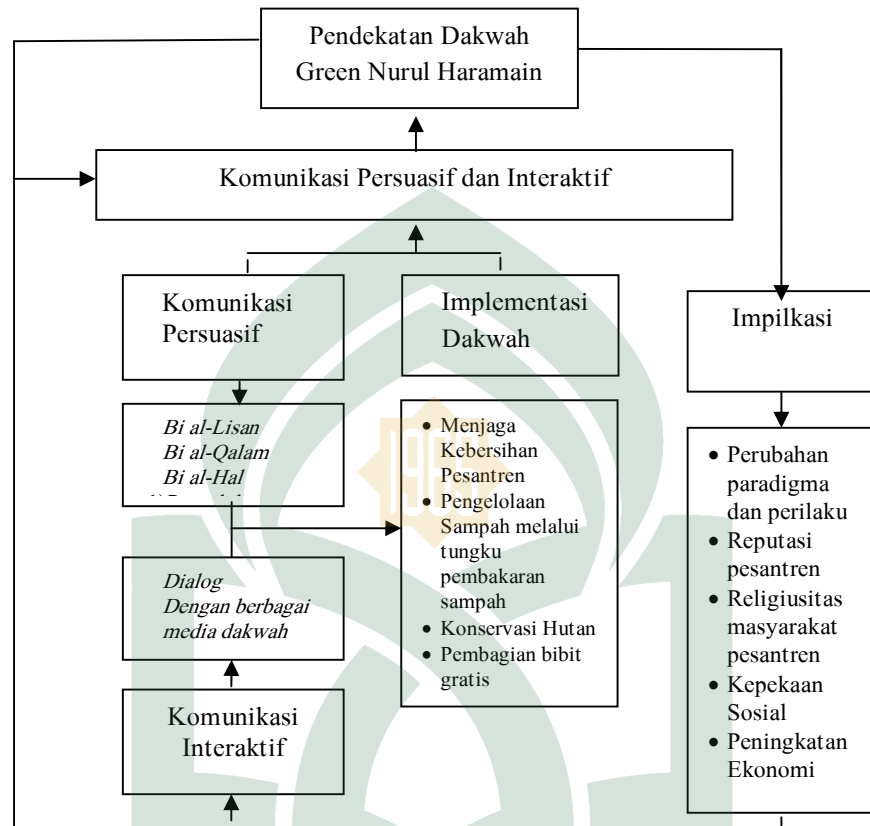 Pendekatan Dakwah
Green Nurul Haramain
Komunikasi Persuasif dan Interaktif
Komunikasi
Persuasif
Implementasi
Dakwah
Impilkasi
Bi al-Lisan
Bi al-Qalam
Bi al-Hal
Dialog
Dengan berbagai
media dakwah
Komunikasi
Interaktif
• Menjaga
Kebersihan
Pesantren
• Pengelolaan
Sampah melalui
tungku
pembakaran
sampah
• Konservasi Hutan
• Pembagian bibit
gratis
• Perubahan
paradigma
dan perilaku
• Reputasi
pesantren
• Religiusitas
masyarakat
pesantren
• Kepekaan
Sosial
• Peningkatan
Ekonomi
1965